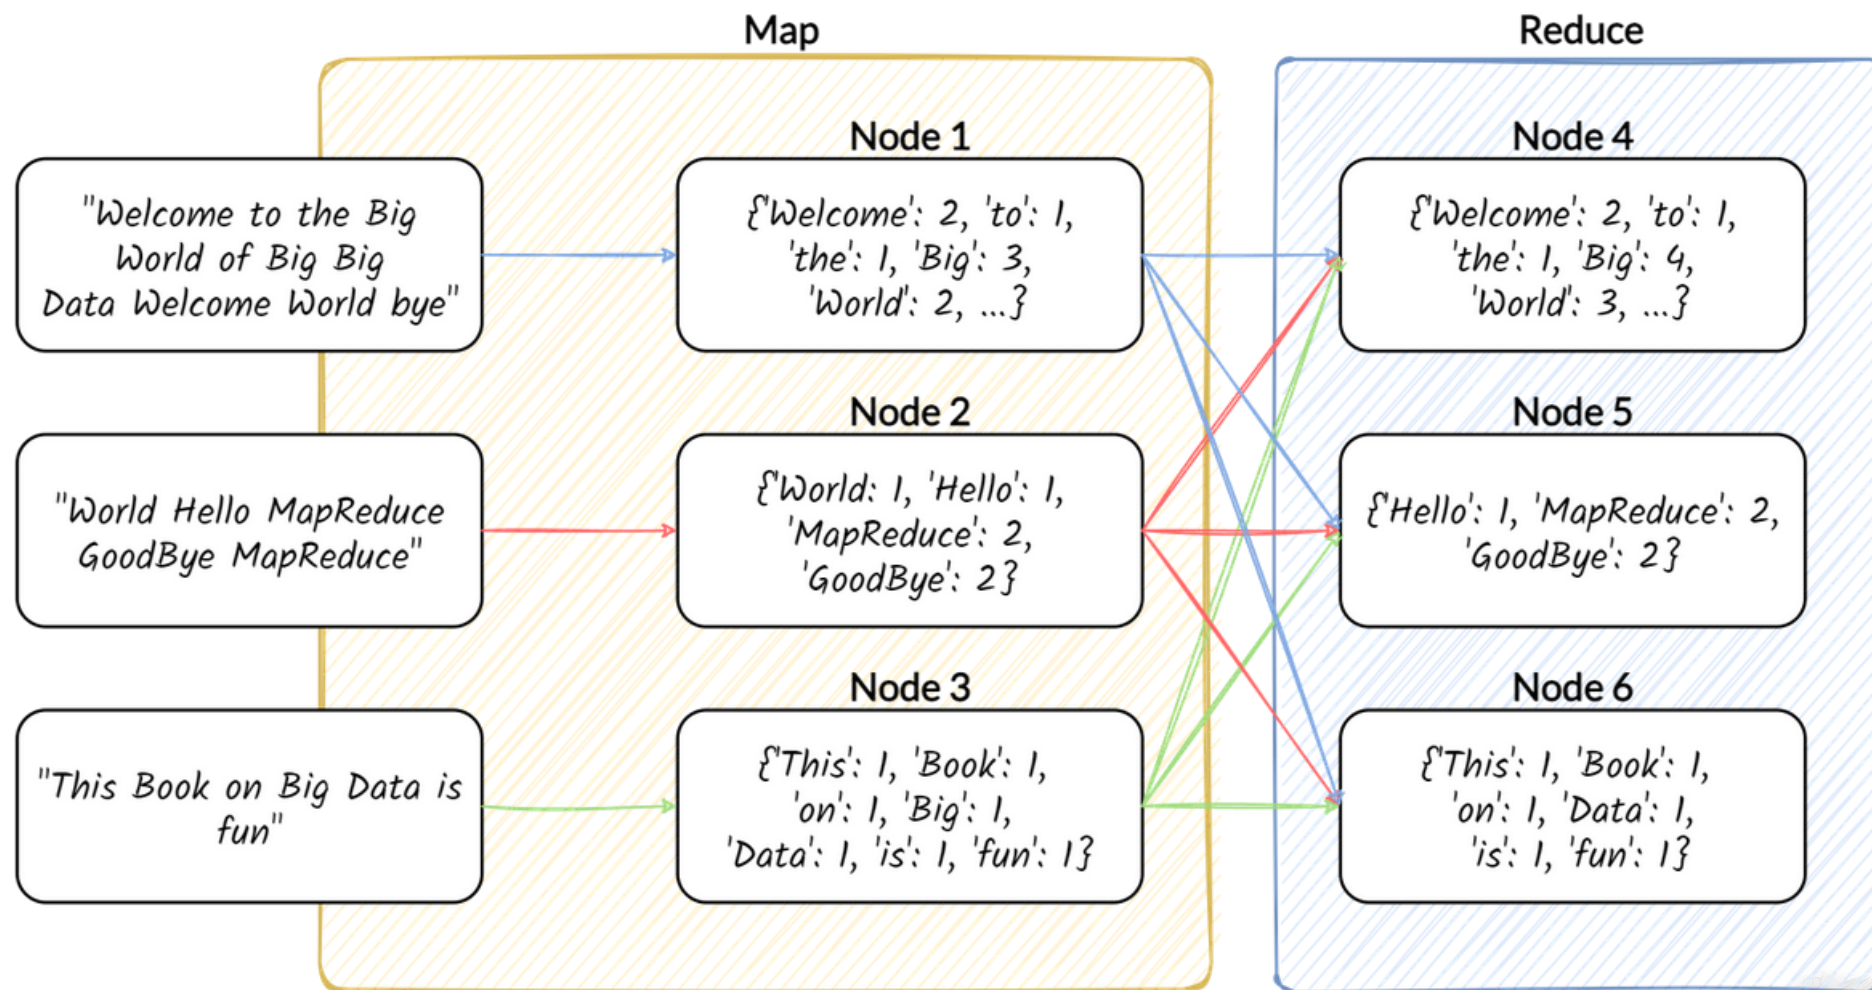 Map
Reduce
Node 1
Node 4
"Welcome to the Big
World of Big Big
Data Welcome World bye"
{'Welcome': 2, 'to': 1,
'the': 1, 'Big': 3,
'World': 2, ...}
{'Welcome': 2, 'to': 1,
'the': 1, 'Big': 4,
'World': 3, ...}
Node 2
Node 5
"World Hello MapReduce
GoodBye MapReduce"
{'World: 1, 'Hello': 1,
'MapReduce': 2,
'GoodBye': 2}
{'Hello': 1, 'MapReduce': 2,
'GoodBye': 2}
Node 3
Node 6
"This Book on Big Data is
fun"
{'This': 1, 'Book': 1,
'on': 1, 'Big': 1,
'Data': 1, 'is': 1, 'fun': 1}
{'This': 1, 'Book': 1,
'on': 1, 'Data': 1,
'is': 1, 'fun': 1}